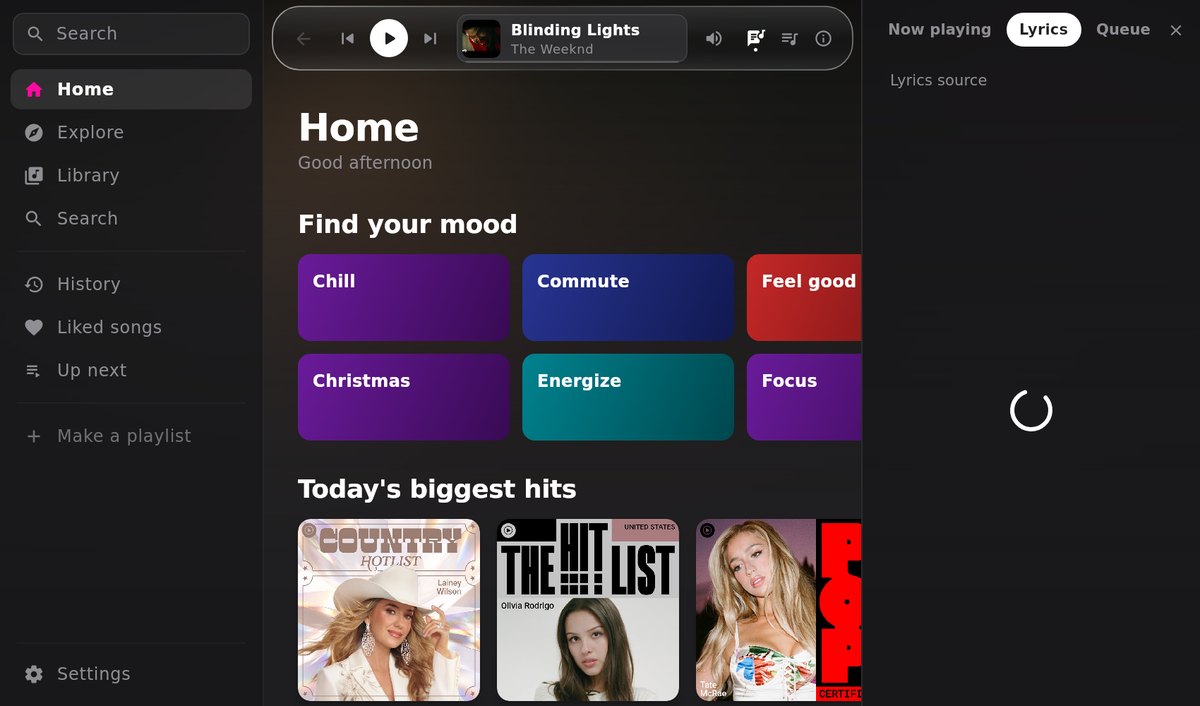 Search
Home
Explore
Library
Search
History
Liked songs
Up next
Make a playlist
Settings
Blinding Lights
The Weeknd
Home
Good afternoon
Find your mood
Chill
Commute
Feel good
Christmas
Energize
Focus
Today's biggest hits
COUNTRY
HOTLIST
Lainey
Wilson
UNITED STATES
THE HIT LIST
Olivia Rodrigo
POP
Tate
McRae
CERTIFI
Now playing
Lyrics
Queue
Lyrics source